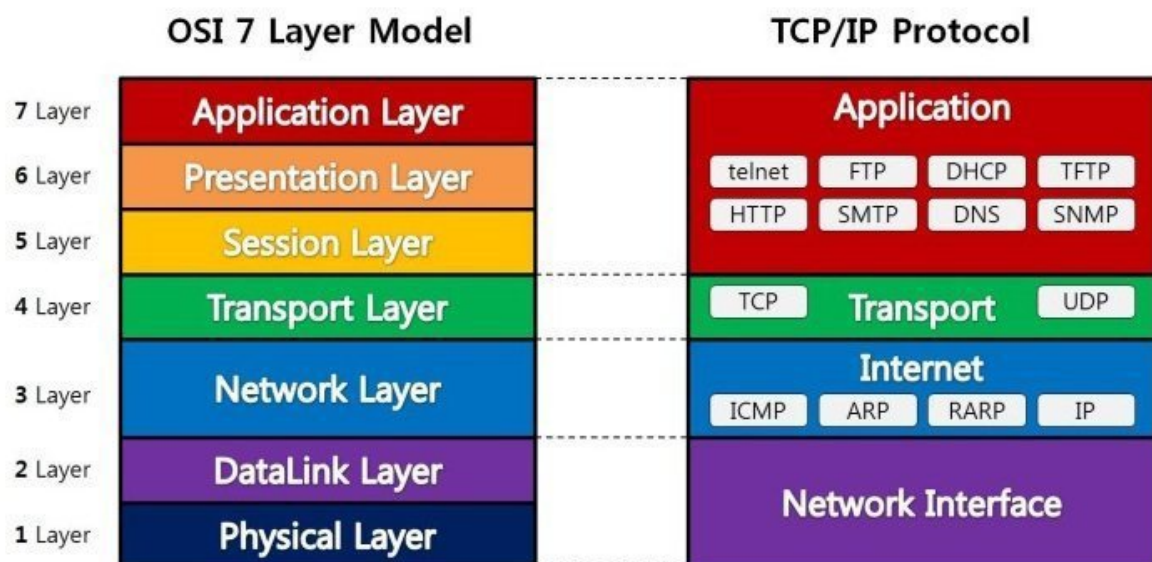 OSI 7 Layer Model
TCP/IP Protocol
7 Layer
Application Layer
6 Layer
Presentation Layer
5 Layer
Session Layer
4 Layer
Transport Layer
3 Layer
Network Layer
2 Layer
DataLink Layer
1 Layer
Physical Layer
Application
telnet FTP DHCP TFTP
HTTP SMTP DNS SNMP
TCP Transport UDP
Internet
ICMP ARP RARP IP
Network Interface